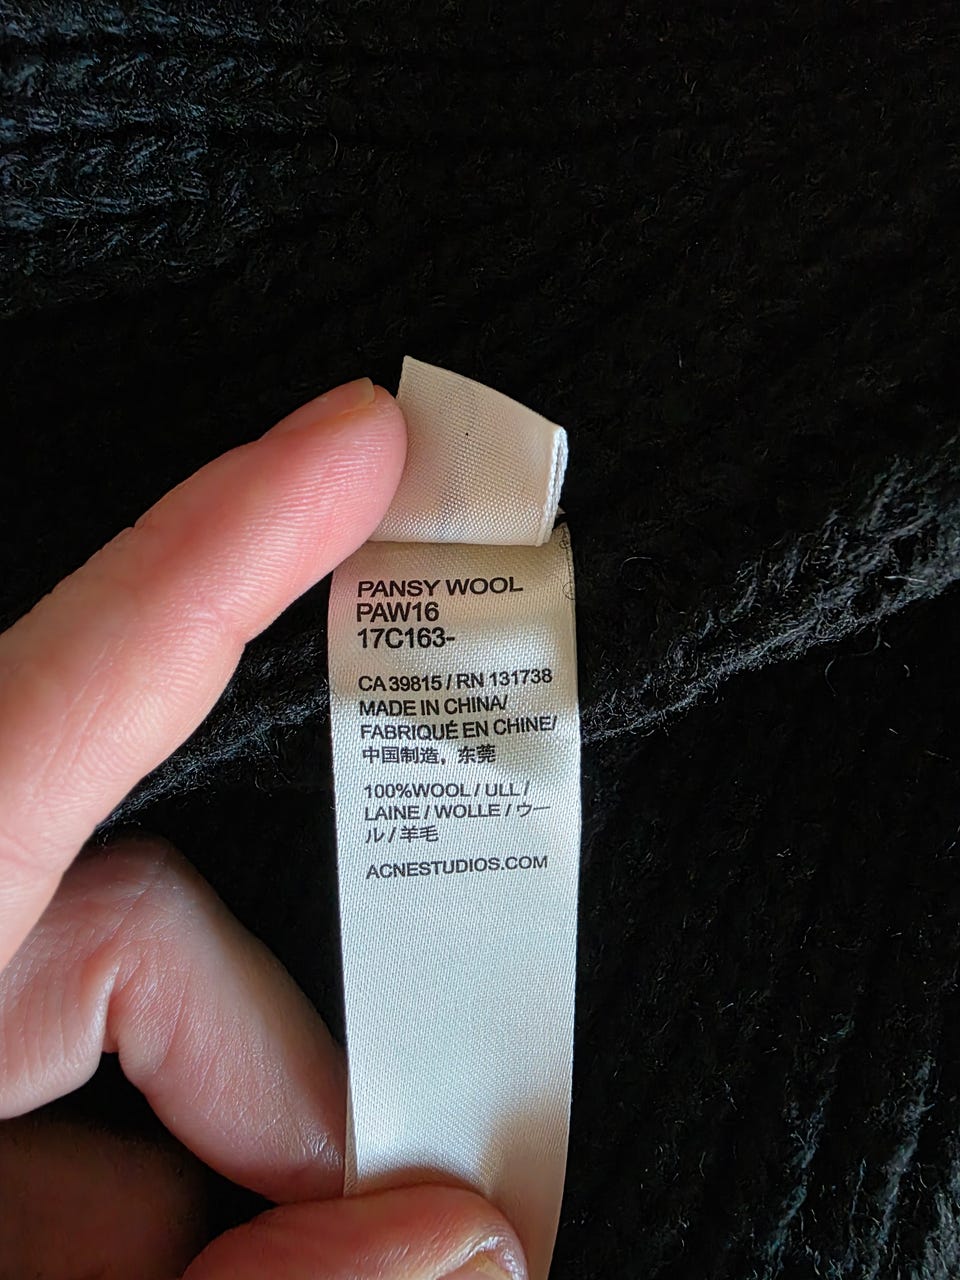 PANSY WOOL
PAW16
17C163-
CA 39815 / RN 131738
MADE IN CHINA/
FABRIQUÉ EN CHINE/
中国制造，东莞
100%WOOL / ULL /
LAINE / WOLLE / ウー
ル / 羊毛
ACNESTUDIOS.COM